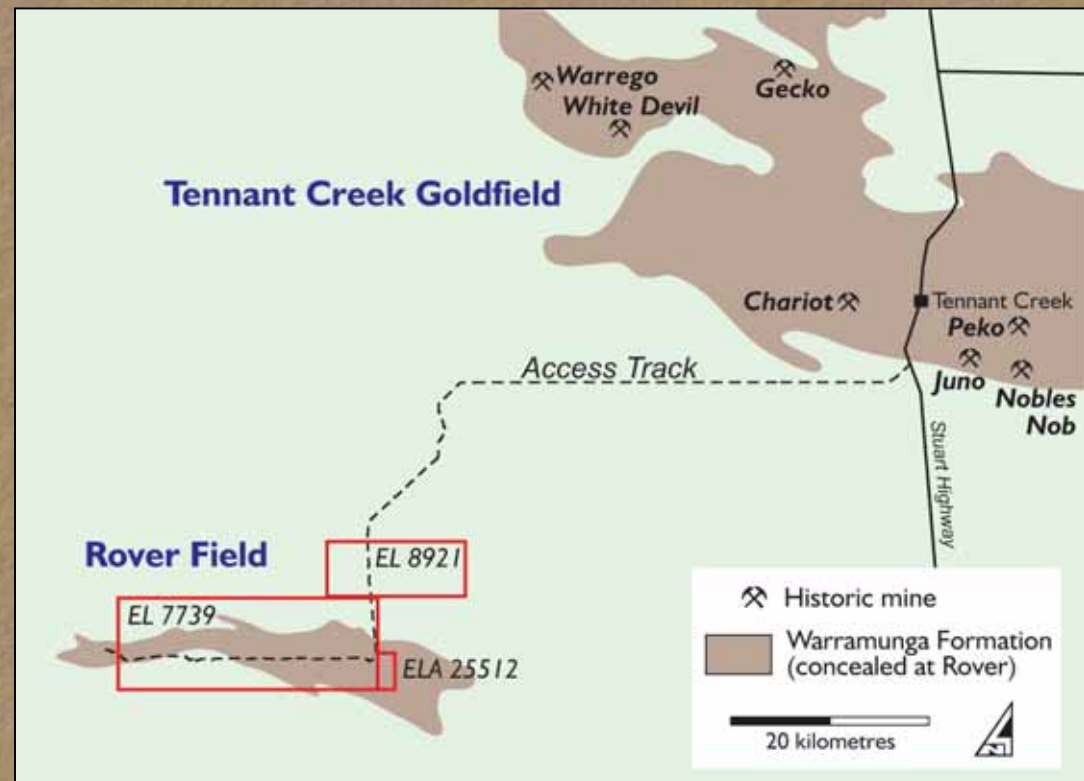 Warrego
White Devil
Gecko
Tennant Creek Goldfield
Chariot
Tennant Creek
Peko
Juno
Nobles
Nob
Access Track
Stuart Highway
Rover Field
EL 8921
EL 7739
ELA 25512
Historic mine
Warramunga Formation
(concealed at Rover)
20 kilometres
N